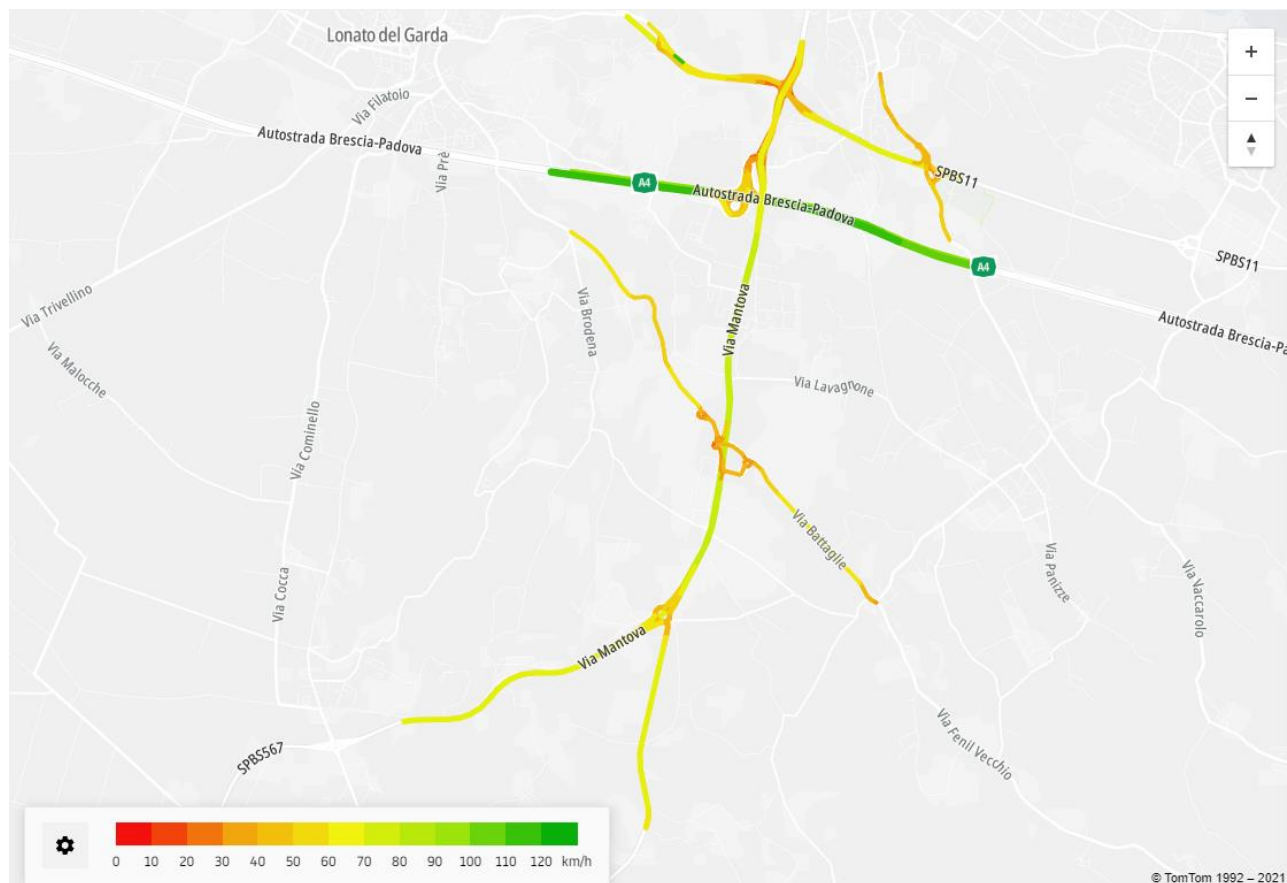 Lonato del Garda
+
−
Via Filatoio
Autostrada Brescia-Padova
Via Prè
A4
Autostrada Brescia-Padova
SPBS11
SPBS11
A4
Via Trivellino
Via Brodena
Via Mantova
Autostrada Brescia-Pa
Via Malocche
Via Lavagnone
Via Cominello
Via Battaglie
Via Panizze
Via Vaccarolo
Via Cocca
Via Mantova
SPBS567
Via Fenil Vecchio
0 10 20 30 40 50 60 70 80 90 100 110 120 km/h
© TomTom 1992 – 2021